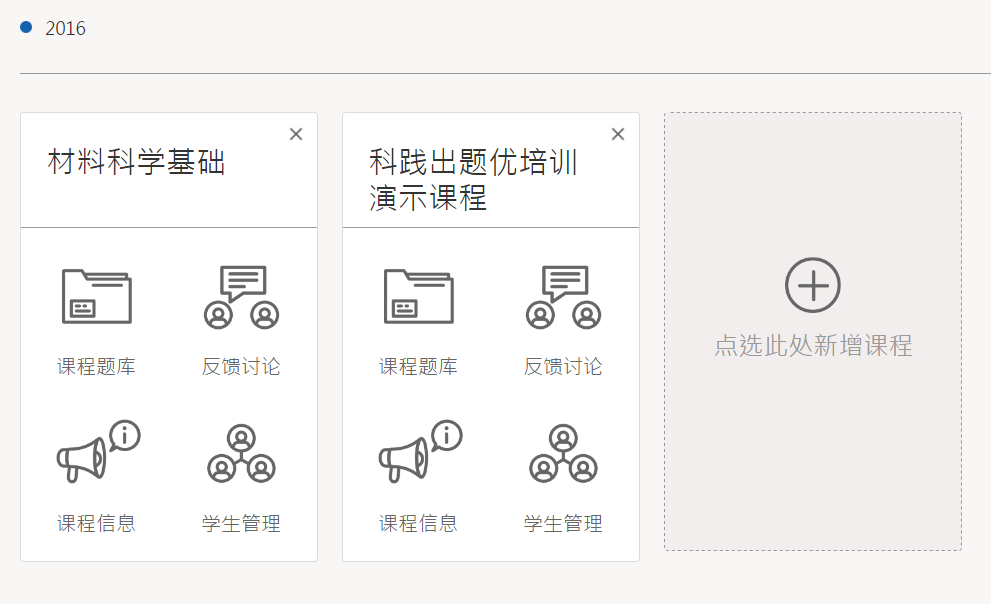 2016
材料科学基础
科践出题优培训
演示课程
课程题库
反馈讨论
课程信息
学生管理
课程题库
反馈讨论
课程信息
学生管理
点选此处新增课程